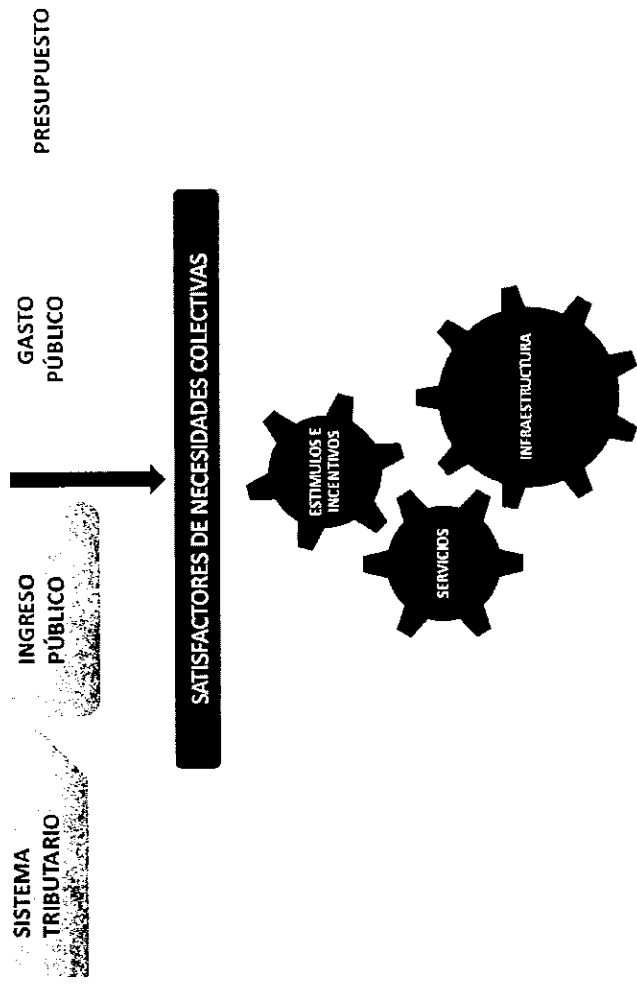 SISTEMA
TRIBUTARIO
INGRESO
PÚBLICO
GASTO
PÚBLICO
PRESUPUESTO
SATISFACTORES DE NECESIDADES COLECTIVAS
ESTIMULOS E
INCENTIVOS
SERVICIOS
INFRAESTRUCTURA